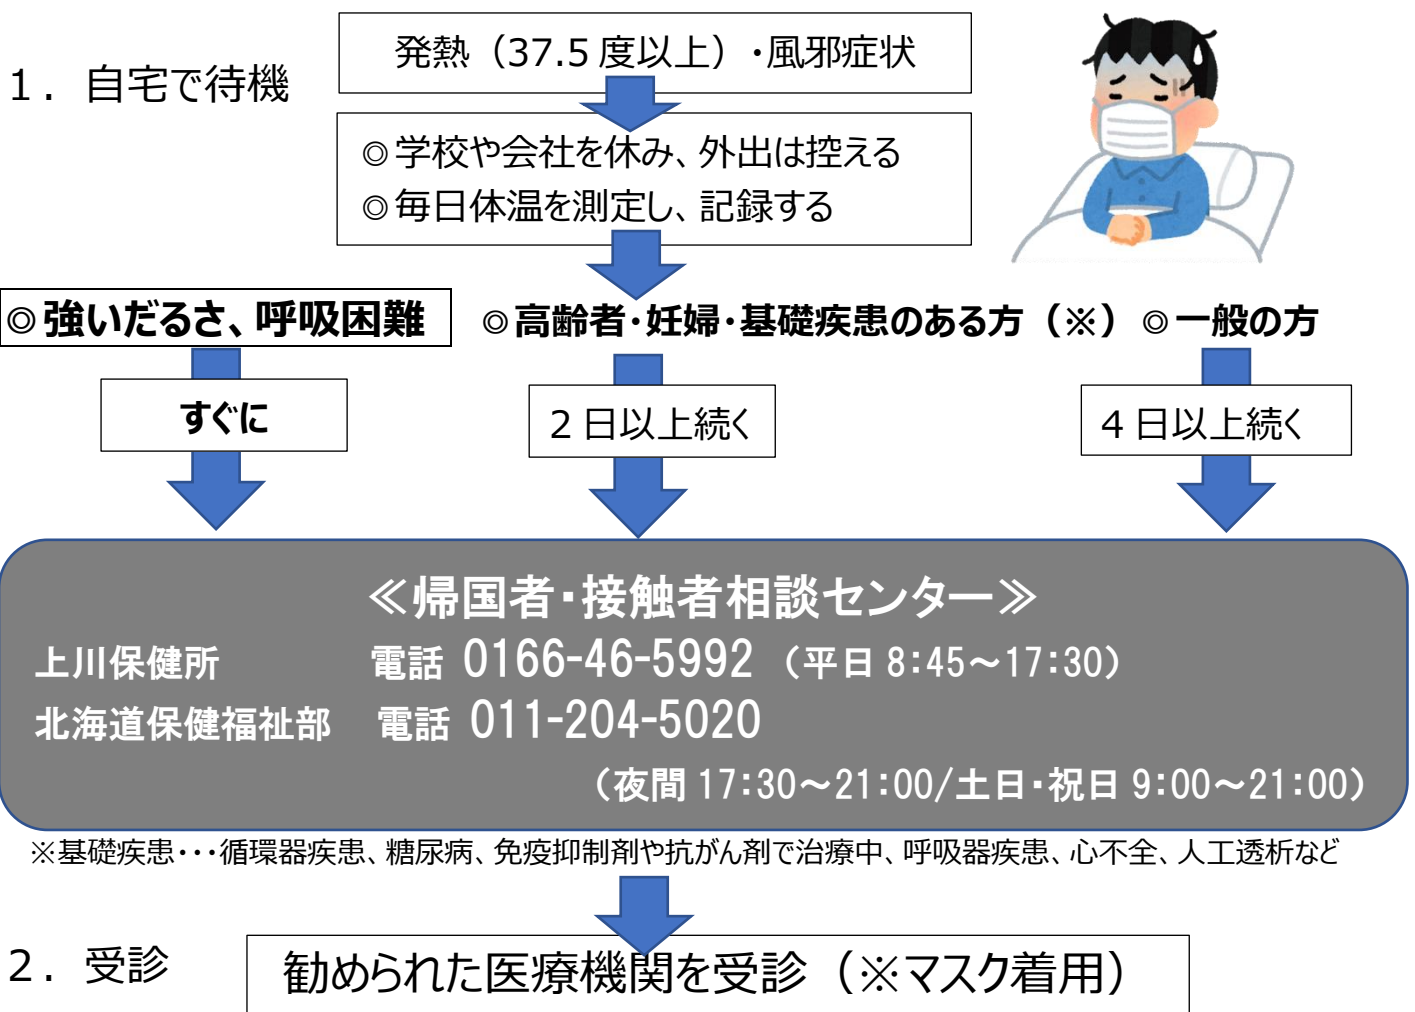 発熱（37.5度以上）・風邪症状
１．自宅で待機
◎学校や会社を休み、外出は控える
◎毎日体温を測定し、記録する
◎強いだるさ、呼吸困難 ◎高齢者・妊婦・基礎疾患のある方（※）◎一般の方
すぐに ２日以上続く ４日以上続く
≪帰国者・接触者相談センター≫
上川保健所 電話 0166-46-5992（平日 8:45～17:30）
北海道保健福祉部 電話 011-204-5020
（夜間 17:30～21:00/土日・祝日 9:00～21:00）
※基礎疾患・・・循環器疾患、糖尿病、免疫抑制剤や抗がん剤で治療中、呼吸器疾患、心不全、人工透析など
２．受診 勧められた医療機関を受診（※マスク着用）